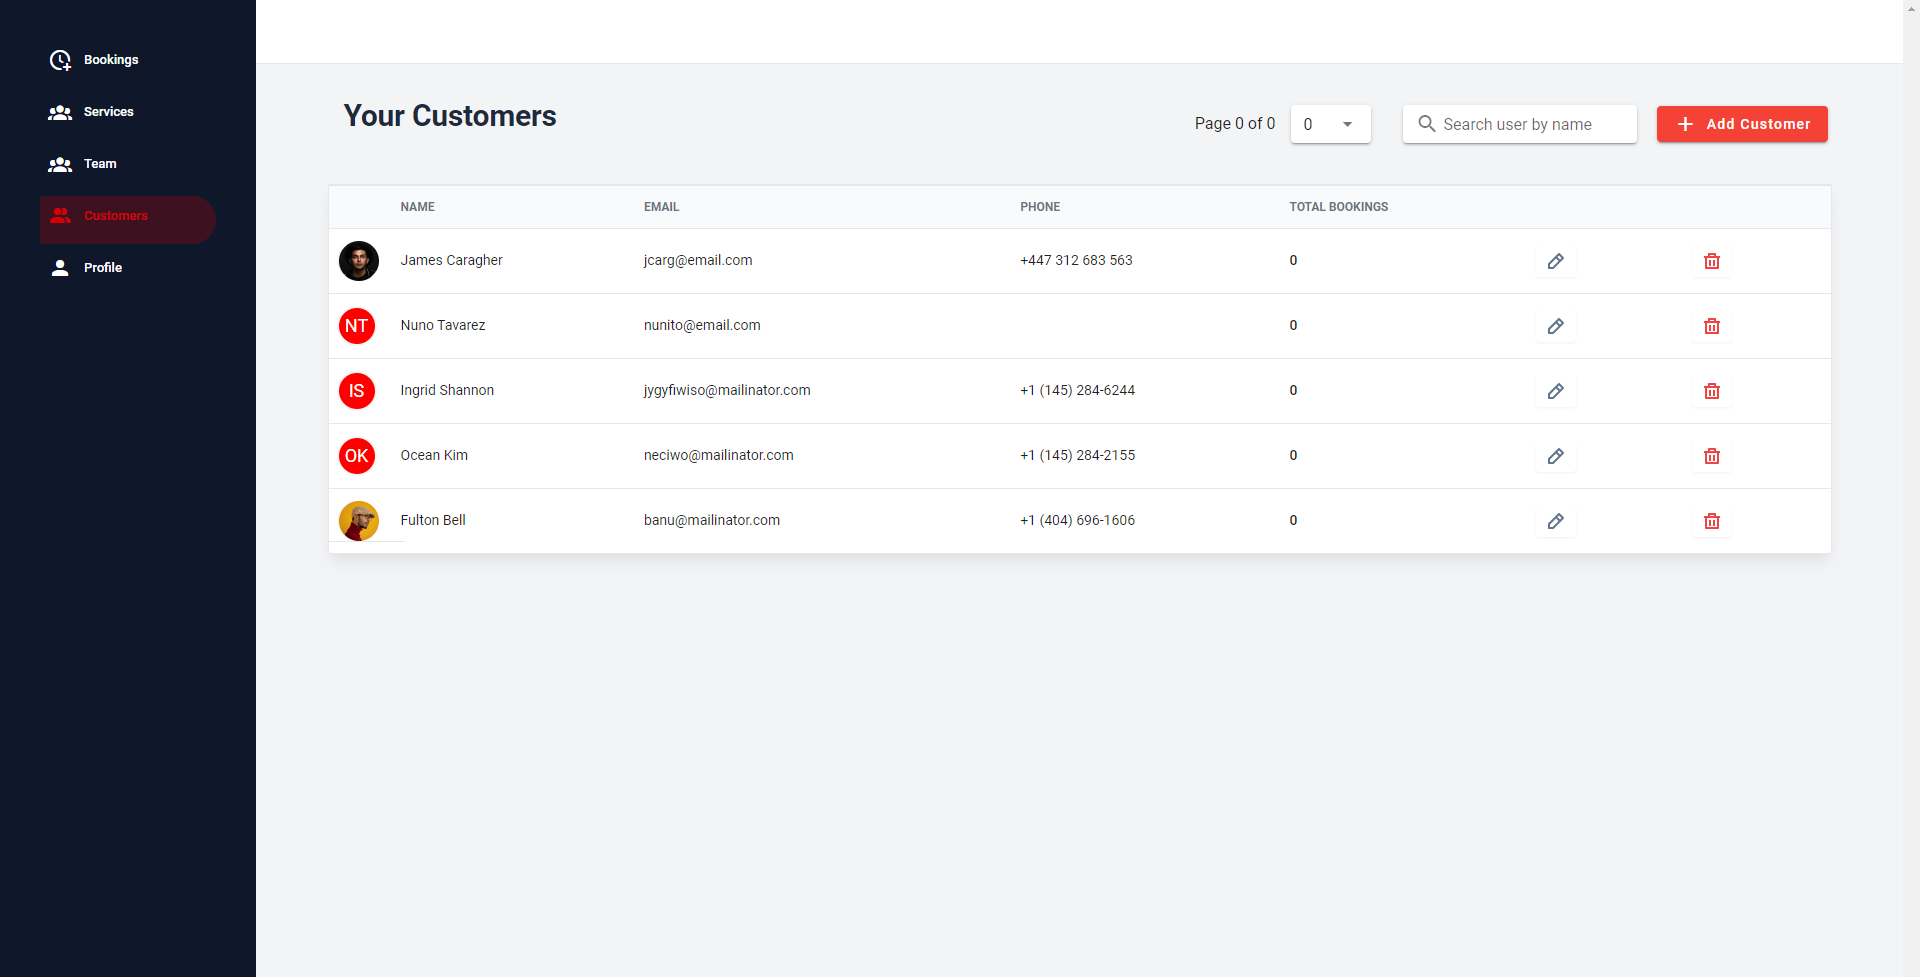 Bookings
Services
Team
Customers
Profile
Your Customers
Page 0 of 0
0
Search user by name
Add Customer
NAME EMAIL PHONE TOTAL BOOKINGS
James Caragher jcarg@email.com +447 312 683 563 0
NT Nuno Tavarez nunito@email.com 0
IS Ingrid Shannon jygyfiwiso@mailinator.com +1 (145) 284-6244 0
OK Ocean Kim neciwo@mailinator.com +1 (145) 284-2155 0
Fulton Bell banu@mailinator.com +1 (404) 696-1606 0